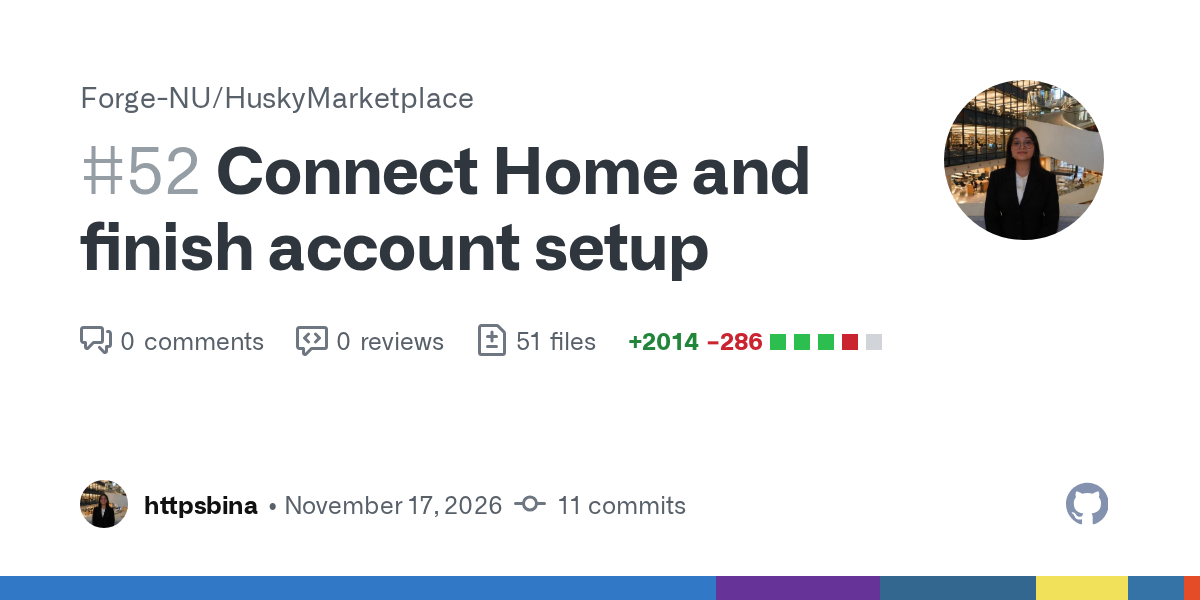 Forge-NU/HuskyMarketplace
#52 Connect Home and
finish account setup
0 comments 0 reviews 51 files +2014 −286
httpsbina • November 17, 2026 11 commits